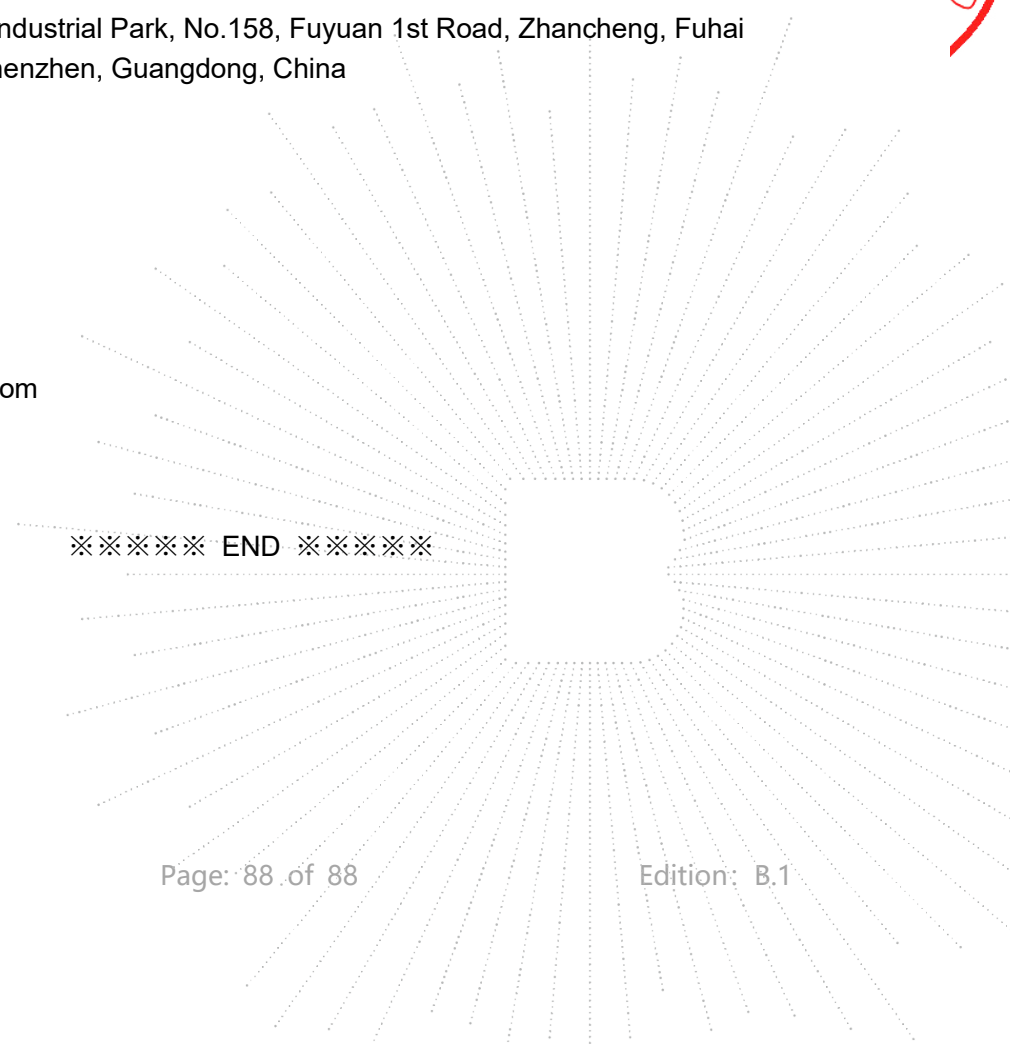 ndustrial Park, No.158, Fuyuan 1st Road, Zhancheng, Fuhai
enzhen, Guangdong, China
om
※※※※※ END ※※※※※
Page: 88 of 88 Edition: B.1